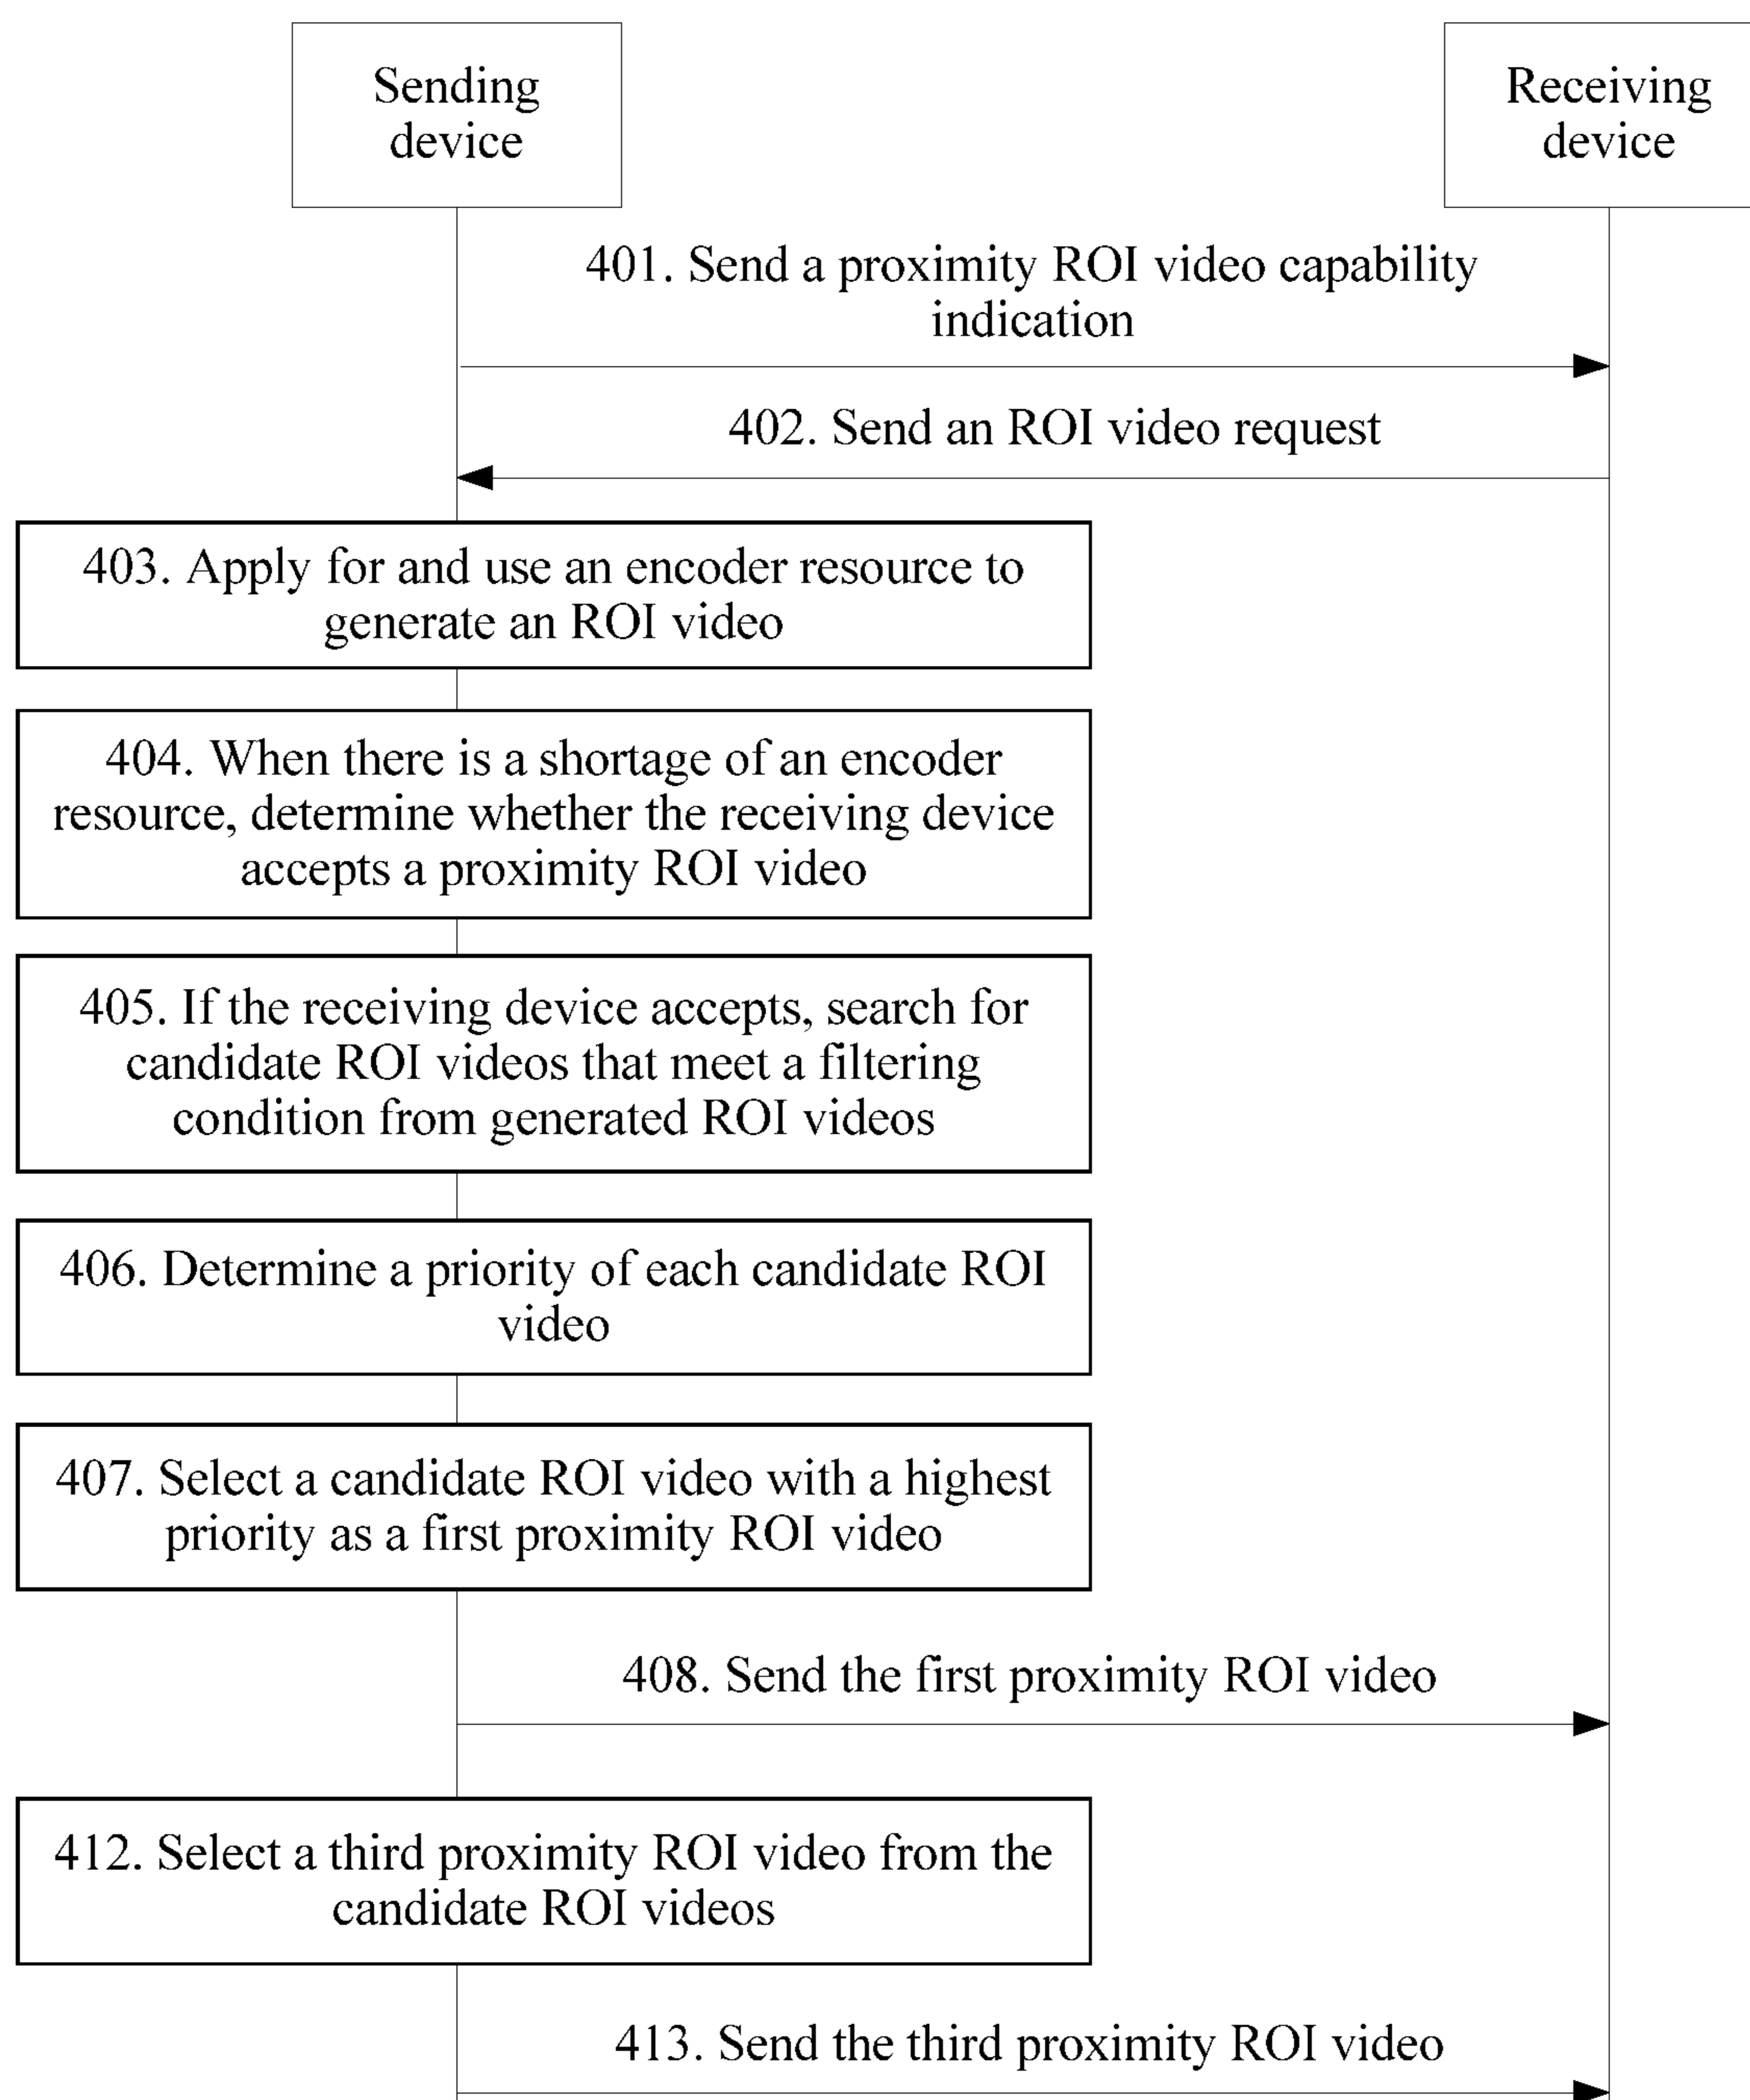 Sending
device
Receiving
device
401. Send a proximity ROI video capability
indication
402. Send an ROI video request
403. Apply for and use an encoder resource to
generate an ROI video
404. When there is a shortage of an encoder
resource, determine whether the receiving device
accepts a proximity ROI video
405. If the receiving device accepts, search for
candidate ROI videos that meet a filtering
condition from generated ROI videos
406. Determine a priority of each candidate ROI
video
407. Select a candidate ROI video with a highest
priority as a first proximity ROI video
408. Send the first proximity ROI video
412. Select a third proximity ROI video from the
candidate ROI videos
413. Send the third proximity ROI video